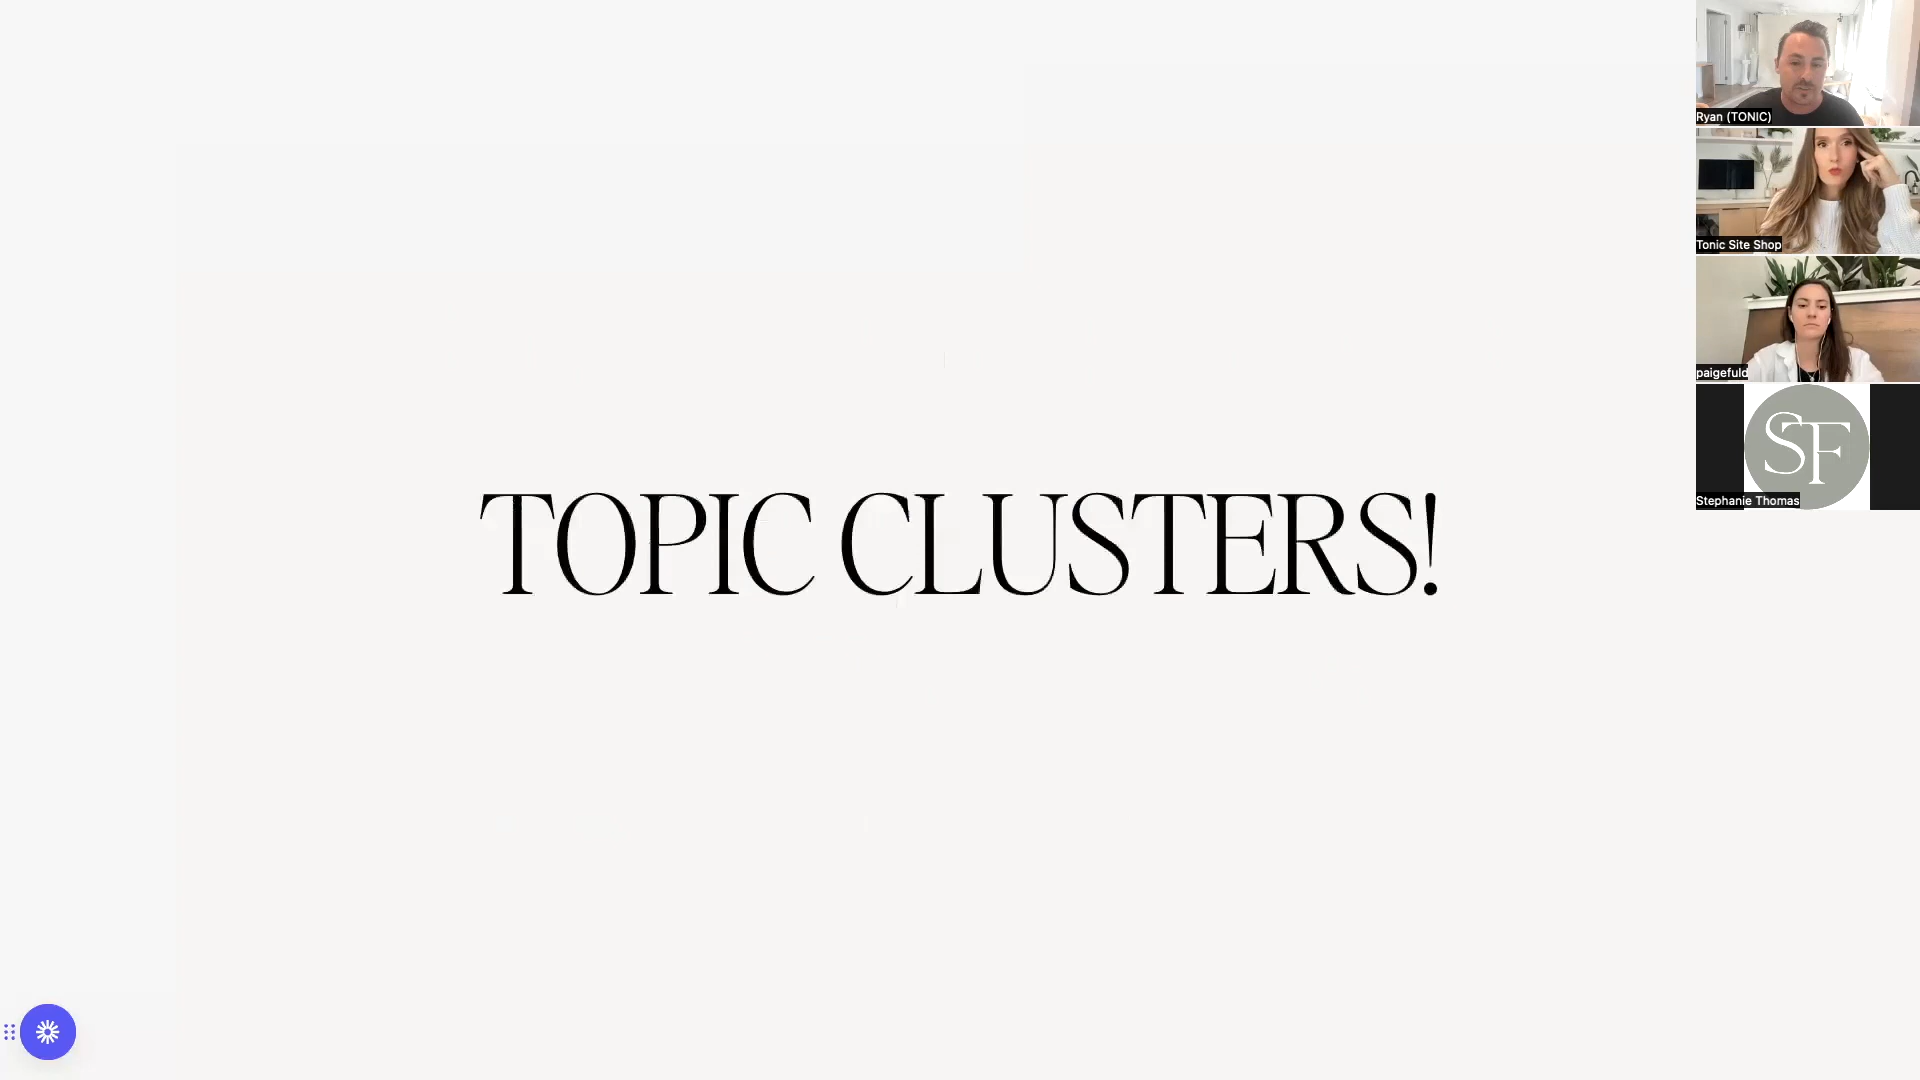 TOPIC CLUSTERS!
Ryan (TONIC)
Tonic Site Shop
paigefuld
SF
Stephanie Thomas